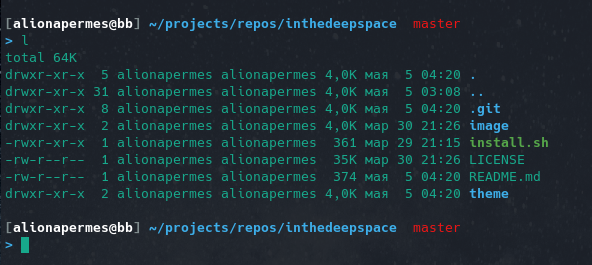 [alionapermes@bb] ~/projects/repos/inthedeepspace master
> l
total 64K
drwxr-xr-x 5 alionapermes alionapermes 4,0K мая 5 04:20 .
drwxr-xr-x 31 alionapermes alionapermes 4,0K мая 5 03:08 ..
drwxr-xr-x 8 alionapermes alionapermes 4,0K мая 5 04:20 .git
drwxr-xr-x 2 alionapermes alionapermes 4,0K мар 30 21:26 image
-rwxr-xr-x 1 alionapermes alionapermes 361 мар 29 21:15 install.sh
-rw-r--r-- 1 alionapermes alionapermes 35K мар 30 21:26 LICENSE
-rw-r--r-- 1 alionapermes alionapermes 374 мая 5 04:20 README.md
drwxr-xr-x 2 alionapermes alionapermes 4,0K мая 5 04:20 theme
[alionapermes@bb] ~/projects/repos/inthedeepspace master
>